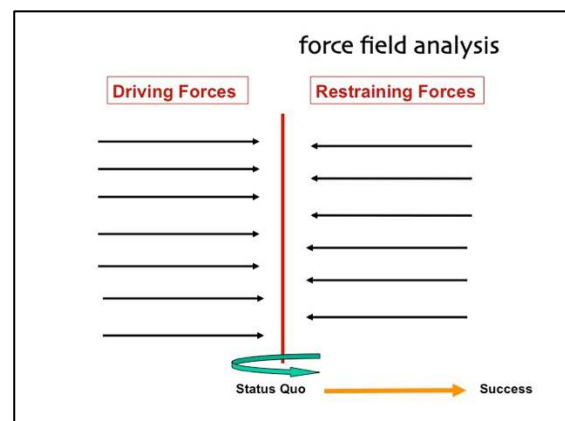 force field analysis
Driving Forces
Restraining Forces
Status Quo
Success